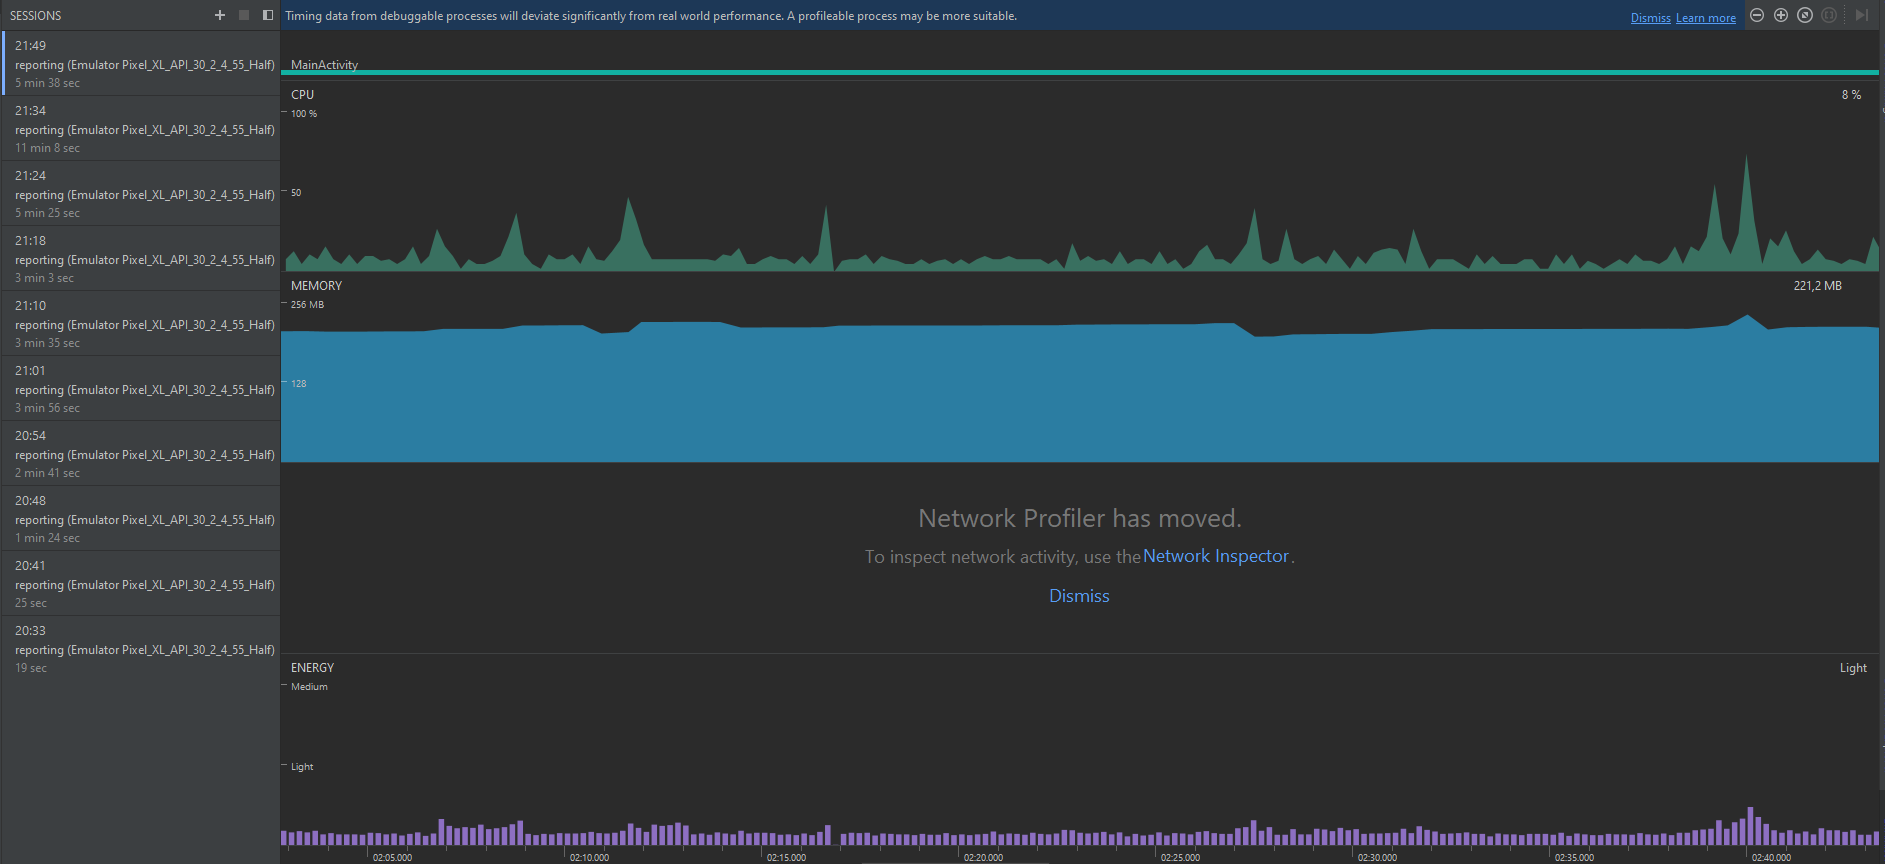 SESSIONS
21:49
reporting (Emulator Pixel_XL_API_30_2_4_55_Half)
5 min 38 sec
21:34
reporting (Emulator Pixel_XL_API_30_2_4_55_Half)
11 min 8 sec
21:24
reporting (Emulator Pixel_XL_API_30_2_4_55_Half)
5 min 25 sec
21:18
reporting (Emulator Pixel_XL_API_30_2_4_55_Half)
3 min 3 sec
21:10
reporting (Emulator Pixel_XL_API_30_2_4_55_Half)
3 min 35 sec
21:01
reporting (Emulator Pixel_XL_API_30_2_4_55_Half)
3 min 56 sec
20:54
reporting (Emulator Pixel_XL_API_30_2_4_55_Half)
2 min 41 sec
20:48
reporting (Emulator Pixel_XL_API_30_2_4_55_Half)
1 min 24 sec
20:41
reporting (Emulator Pixel_XL_API_30_2_4_55_Half)
25 sec
20:33
reporting (Emulator Pixel_XL_API_30_2_4_55_Half)
19 sec
Timing data from debuggable processes will deviate significantly from real world performance. A profileable process may be more suitable. Dismiss Learn more
MainActivity
CPU 8 %
100 %
50
MEMORY 221,2 MB
256 MB
128
Network Profiler has moved.
To inspect network activity, use the Network Inspector.
Dismiss
ENERGY Light
Medium
Light
02:05.000 02:10.000 02:15.000 02:20.000 02:25.000 02:30.000 02:35.000 02:40.000